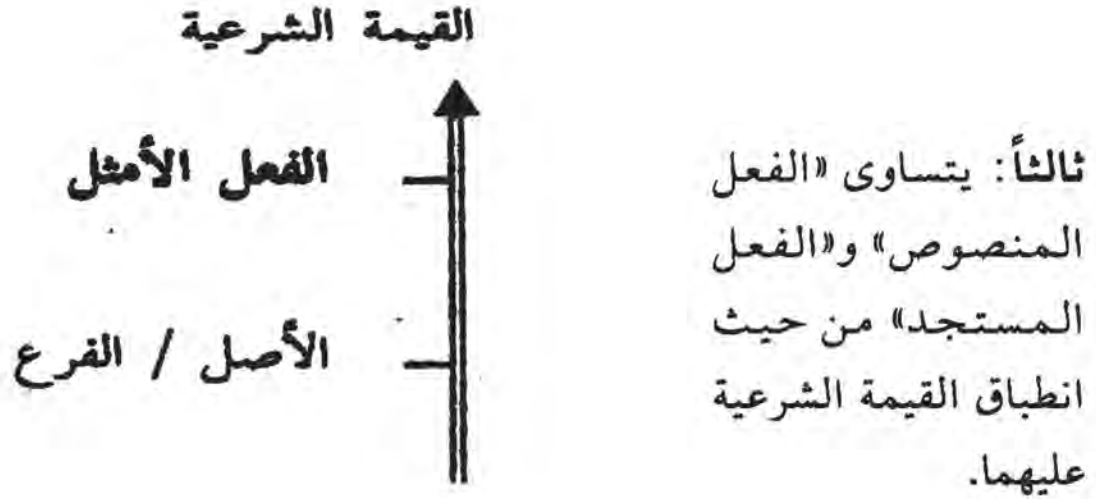 القيمة الشرعية
الفعل الأمثل
الأصل / الفرع
ثالثاً: يتساوى «الفعل
المنصوص» و«الفعل
المستجد» من حيث
انطباق القيمة الشرعية
عليهما.